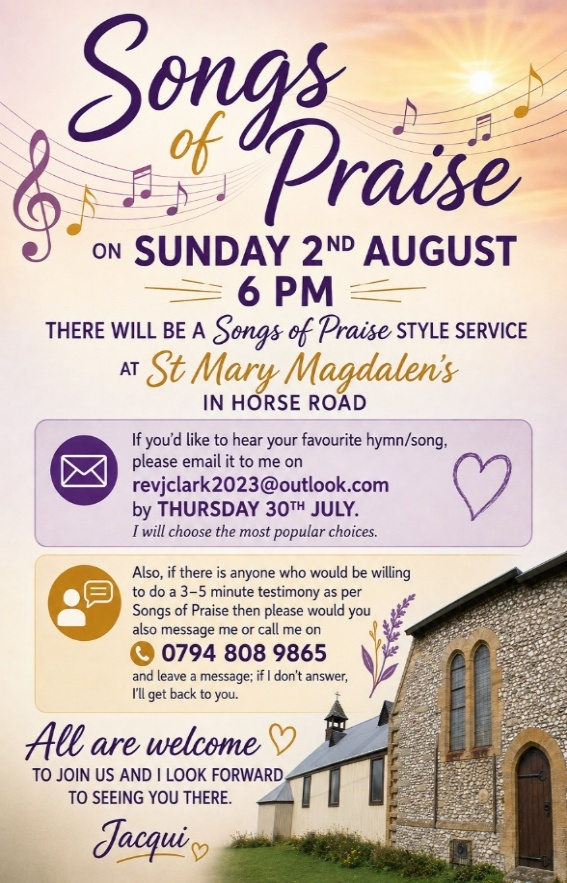 Songs
of
Praise
ON SUNDAY 2ND AUGUST
6 PM
THERE WILL BE A Songs of Praise STYLE SERVICE
AT St Mary Magdalen's
IN HORSE ROAD
If you'd like to hear your favourite hymn/song,
please email it to me on
revjclark2023@outlook.com
by THURSDAY 30TH JULY.
I will choose the most popular choices.
Also, if there is anyone who would be willing
to do a 3–5 minute testimony as per
Songs of Praise then please would you
also message me or call me on
0794 808 9865
and leave a message; if I don't answer,
I'll get back to you.
All are welcome
TO JOIN US AND I LOOK FORWARD
TO SEEING YOU THERE.
Jacqui